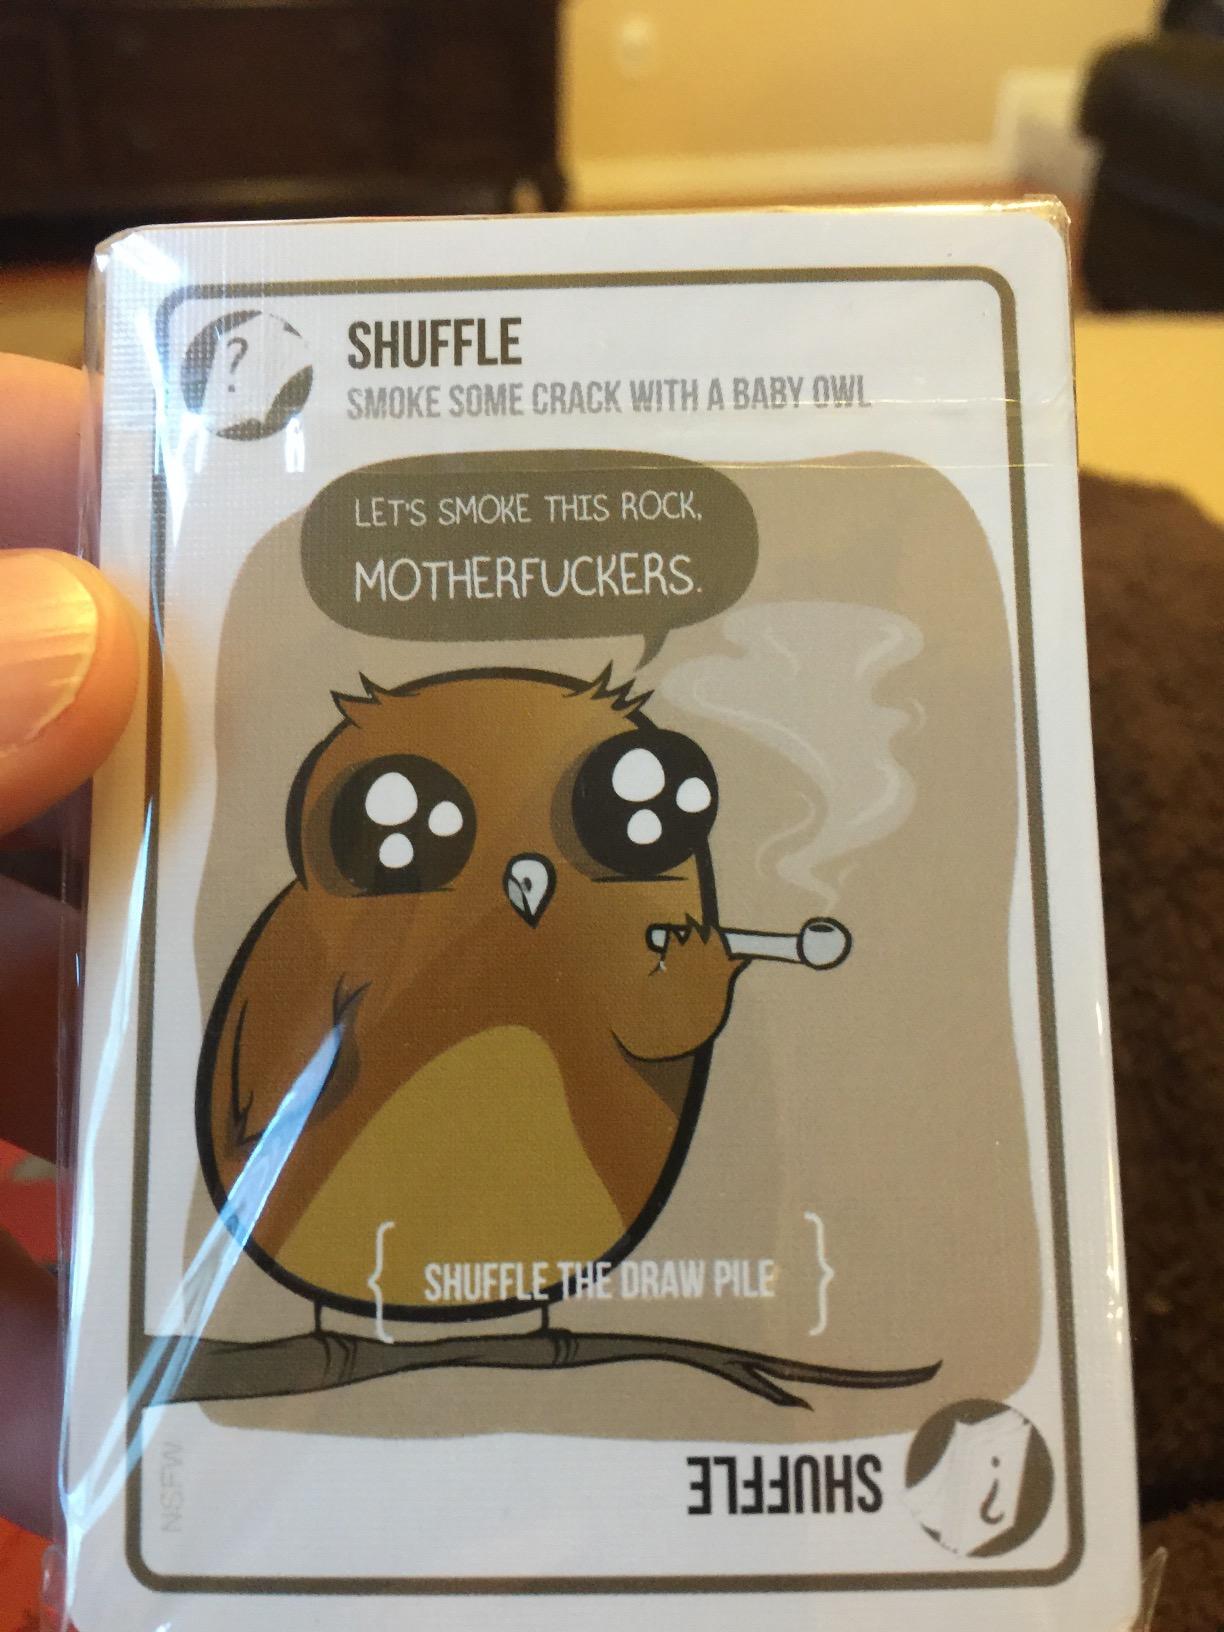 ?
SHUFFLE
SMOKE SOME CRACK WITH A BABY OWL
LET'S SMOKE THIS ROCK,
MOTHERFUCKERS.
{ SHUFFLE THE DRAW PILE }
SHUFFLE
?
NSFW